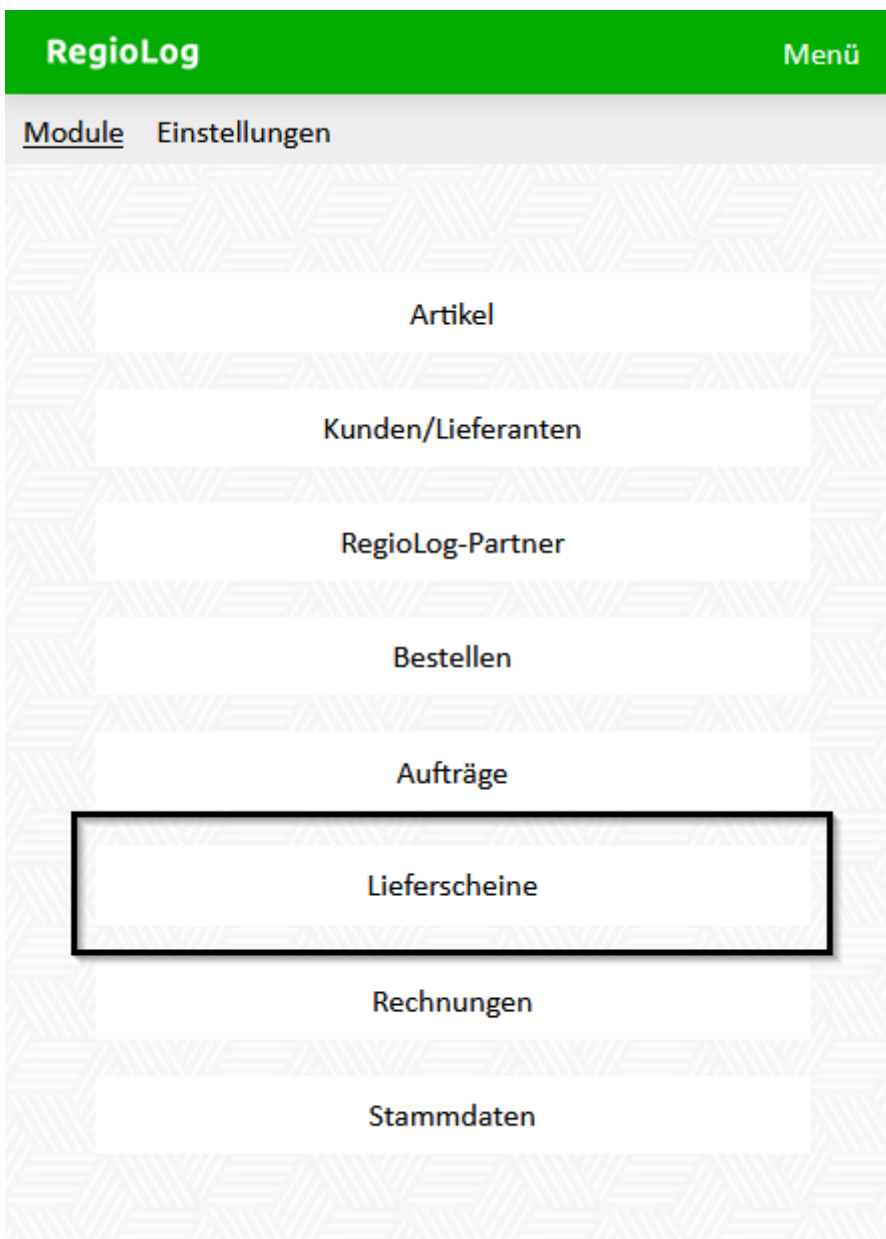 RegioLog
Menü
Module Einstellungen
Artikel
Kunden/Lieferanten
RegioLog-Partner
Bestellen
Aufträge
Lieferscheine
Rechnungen
Stammdaten